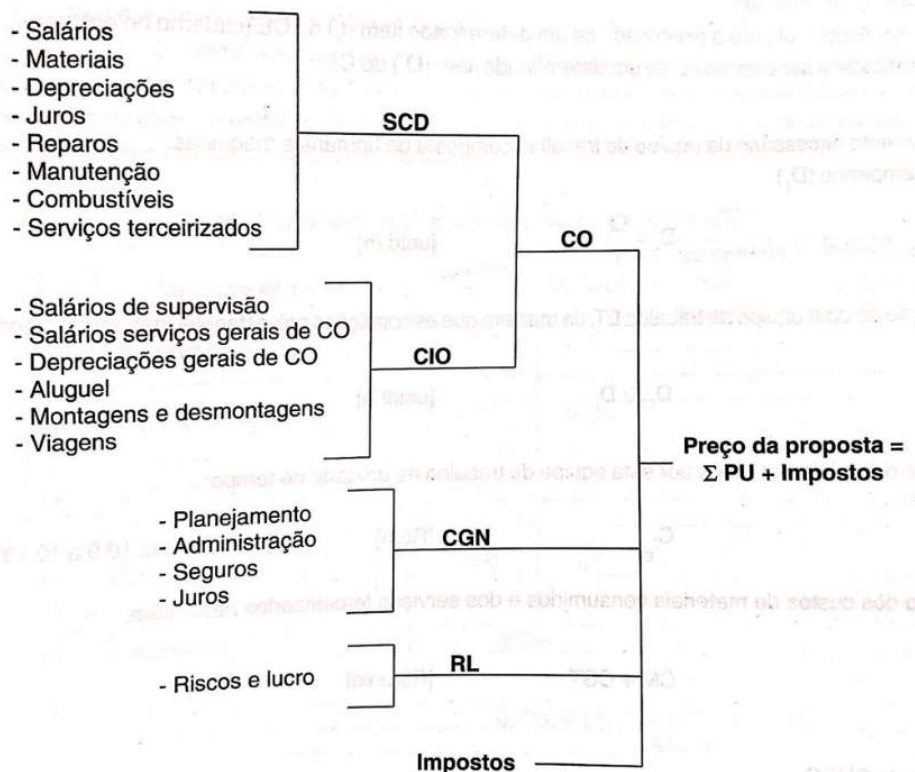 - Salários
- Materiais
- Depreciações
- Juros
- Reparos
- Manutenção
- Combustíveis
- Serviços terceirizados
SCD
CO
- Salários de supervisão
- Salários serviços gerais de CO
- Depreciações gerais de CO
- Aluguel
- Montagens e desmontagens
- Viagens
CIO
Preço da proposta =
Σ PU + Impostos
- Planejamento
- Administração
- Seguros
- Juros
CGN
- Riscos e lucro
RL
Impostos